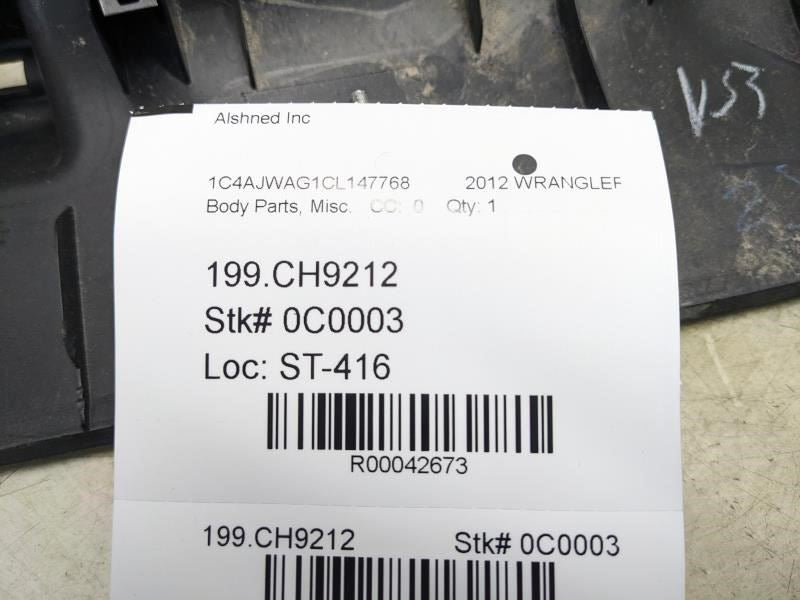 V53
Alshned Inc
1C4AJWAG1CL147768 2012 WRANGLER
Body Parts, Misc. CC: 0 Qty: 1
199.CH9212
Stk# 0C0003
Loc: ST-416
R00042673
199.CH9212 Stk# 0C0003